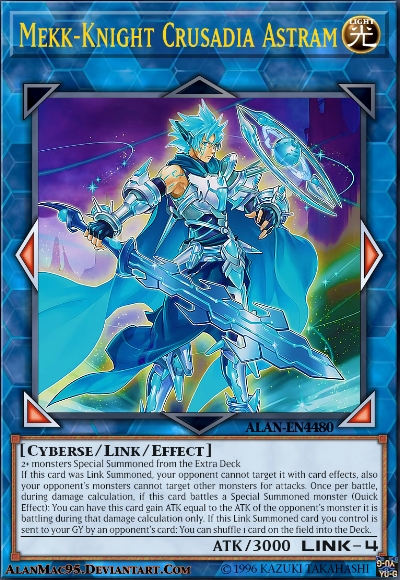 MEKK-KNIGHT CRUSADIA ASTRAM
LIGHT
光
ALAN-EN4480
[CYBERSE/LINK/EFFECT]
2+ monsters Special Summoned from the Extra Deck
If this card was Link Summoned, your opponent cannot target it with card effects, also
your opponent's monsters cannot target other monsters for attacks. Once per battle,
during damage calculation, if this card battles a Special Summoned monster (Quick
Effect): You can have this card gain ATK equal to the ATK of the opponent's monster it is
battling during that damage calculation only. If this Link Summoned card you control is
sent to your GY by an opponent's card: You can shuffle 1 card on the field into the Deck.
ATK/3000 LINK-4
ALANMAC95.DEVIANTART.COM
©1996 KAZUKI TAKAHASHI